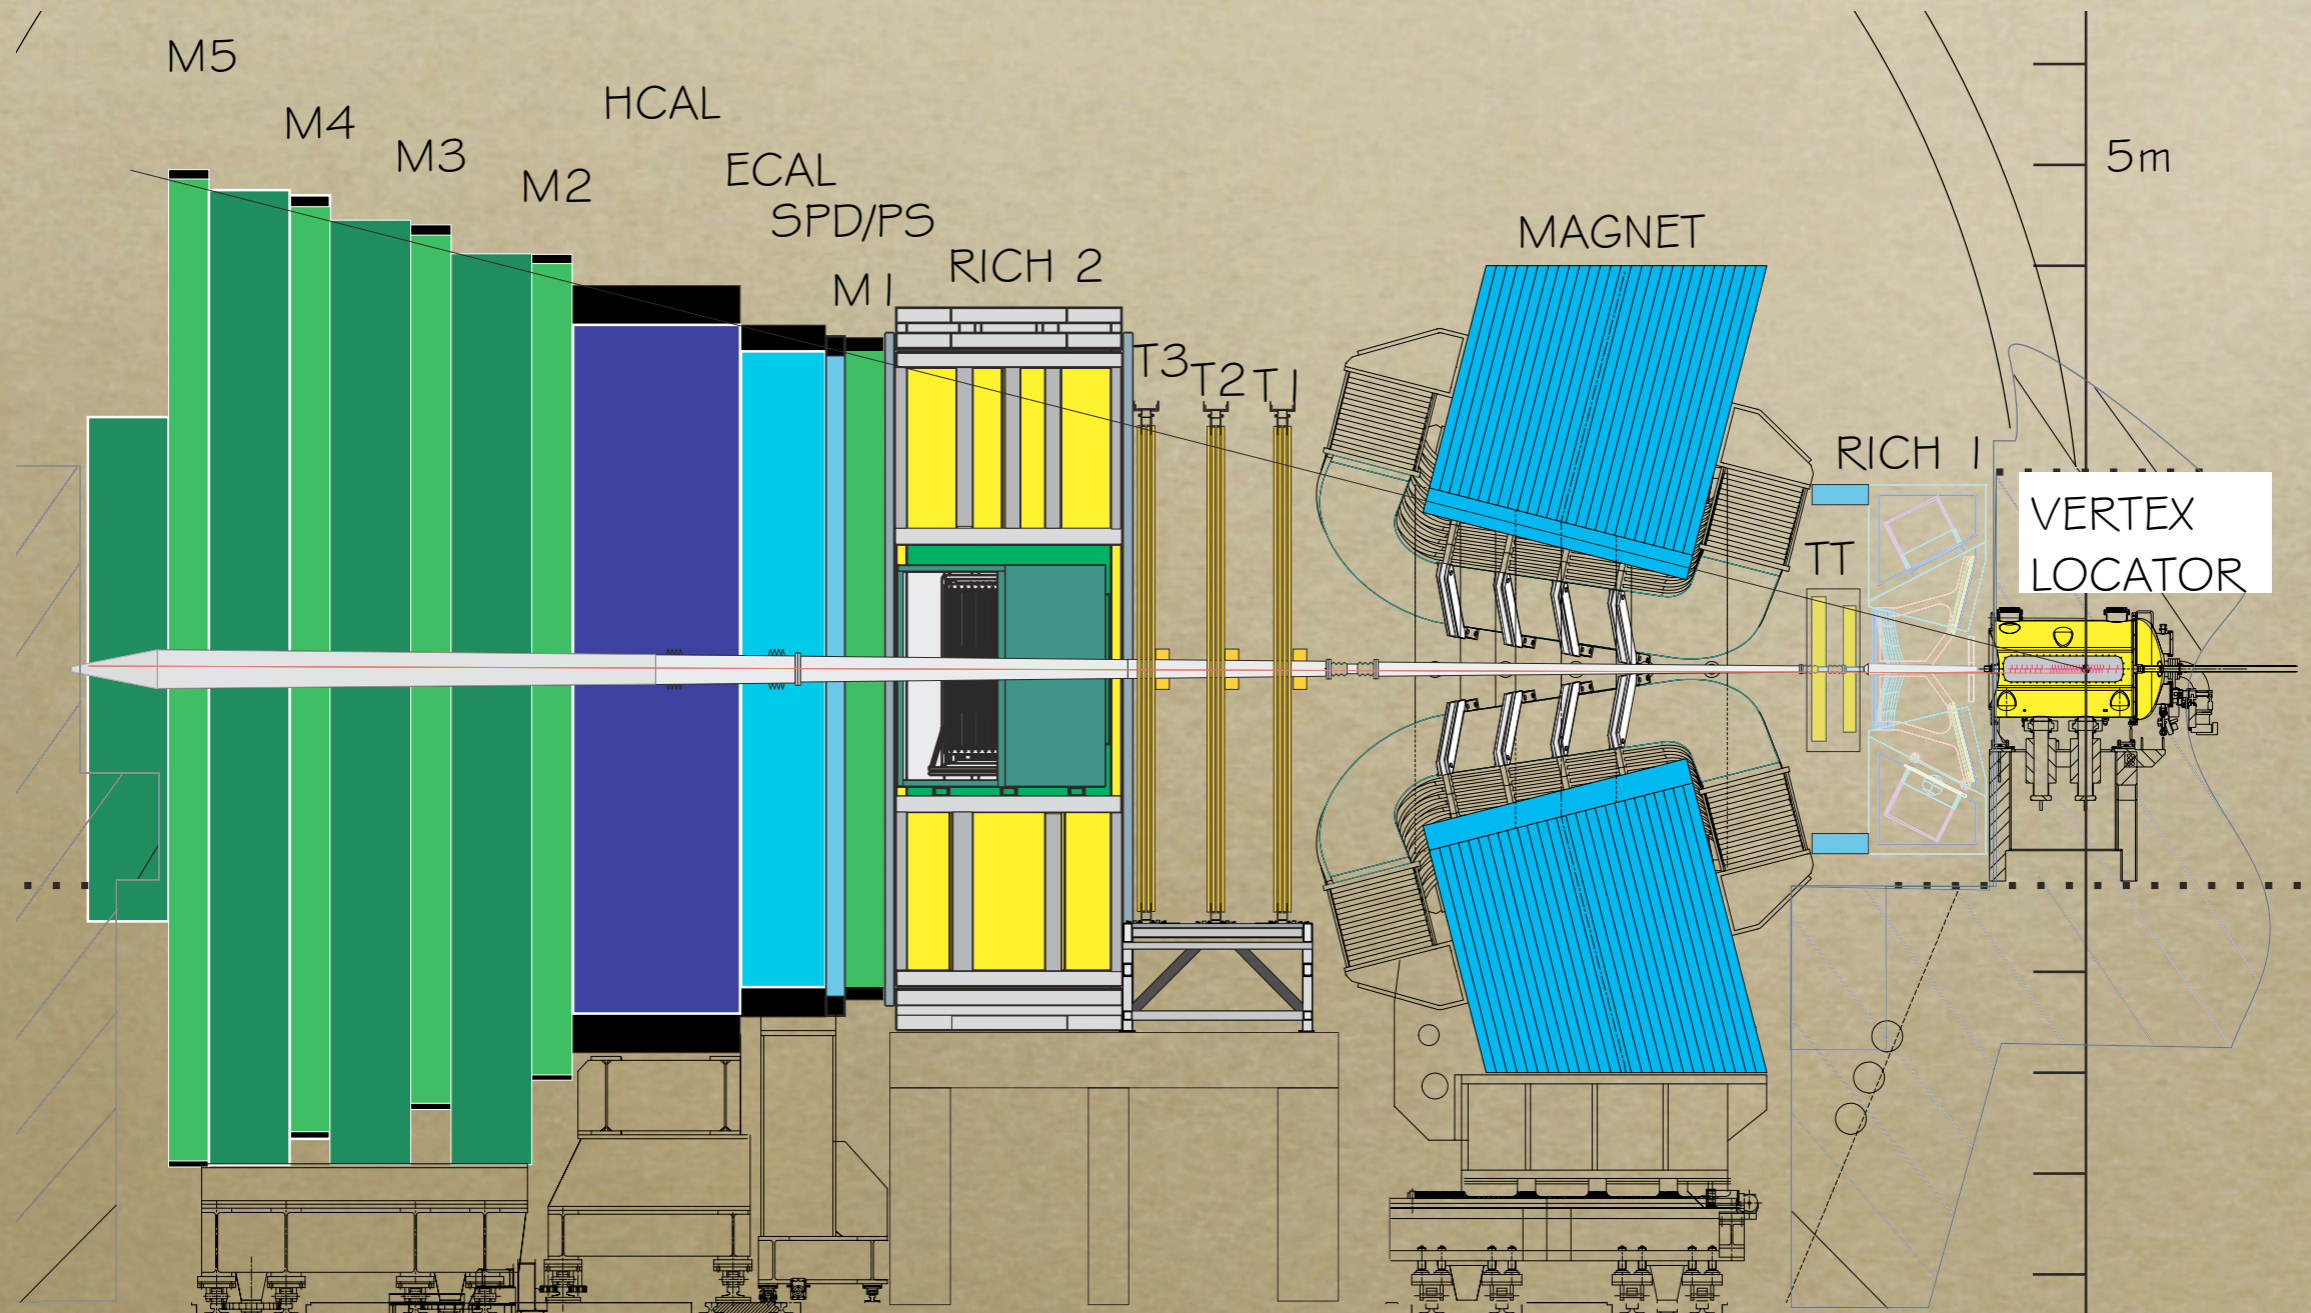 M5
HCAL
M4
M3
5m
ECAL
M2
SPD/PS
MAGNET
RICH 2
M1
T3
T2
T1
RICH 1
VERTEX
LOCATOR
TT